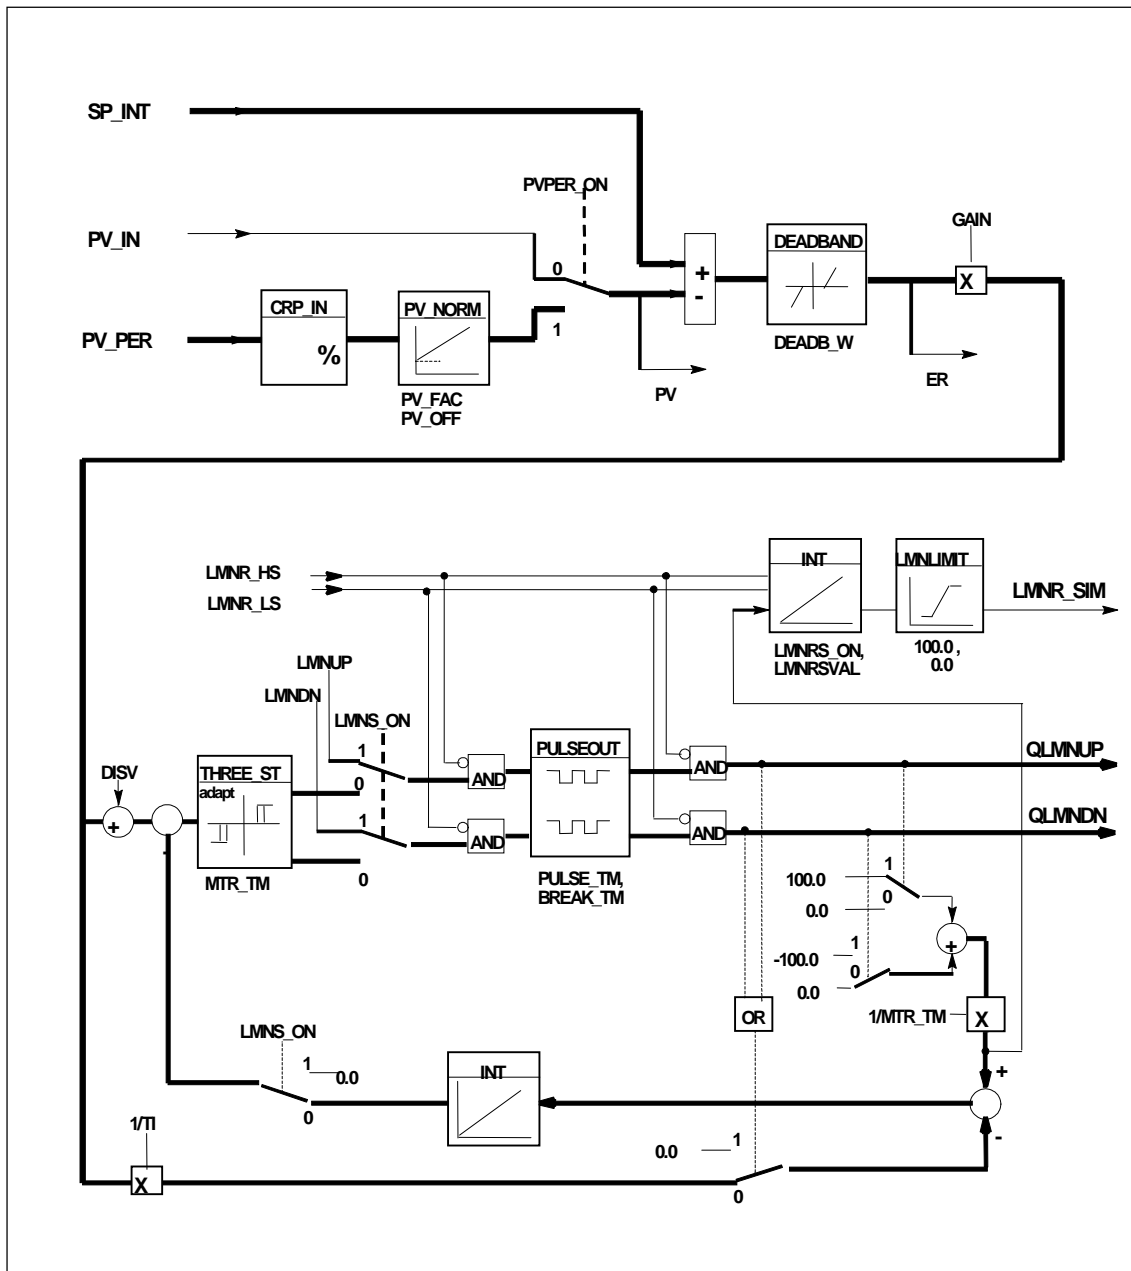 SP_INT
PVPER_ON
GAIN
PV_IN
DEADBAND
0
+
-
X
CRP_IN
PV_NORM
PV_PER
%
1
DEADB_W
PV_FAC
PV_OFF
PV
ER
LMNR_HS
LMNR_LS
INT
LMNLIMIT
LMNR_SIM
LMNRS_ON,
LMNRSVAL
100.0 ,
0.0
LMNUP
LMNDN
LMNS_ON
PULSEOUT
QLMNUP
1
AND
AND
DISV
THREE_ST
adapt
0
+
1
AND
AND
QLMNDN
0
MTR_TM
PULSE_TM,
BREAK_TM
100.0
1
0
0.0
+
-100.0
1
0
0.0
OR
1/MTR_TM
X
LMNS_ON
1
0.0
INT
+
0
-
1/TI
0.0
1
X
0